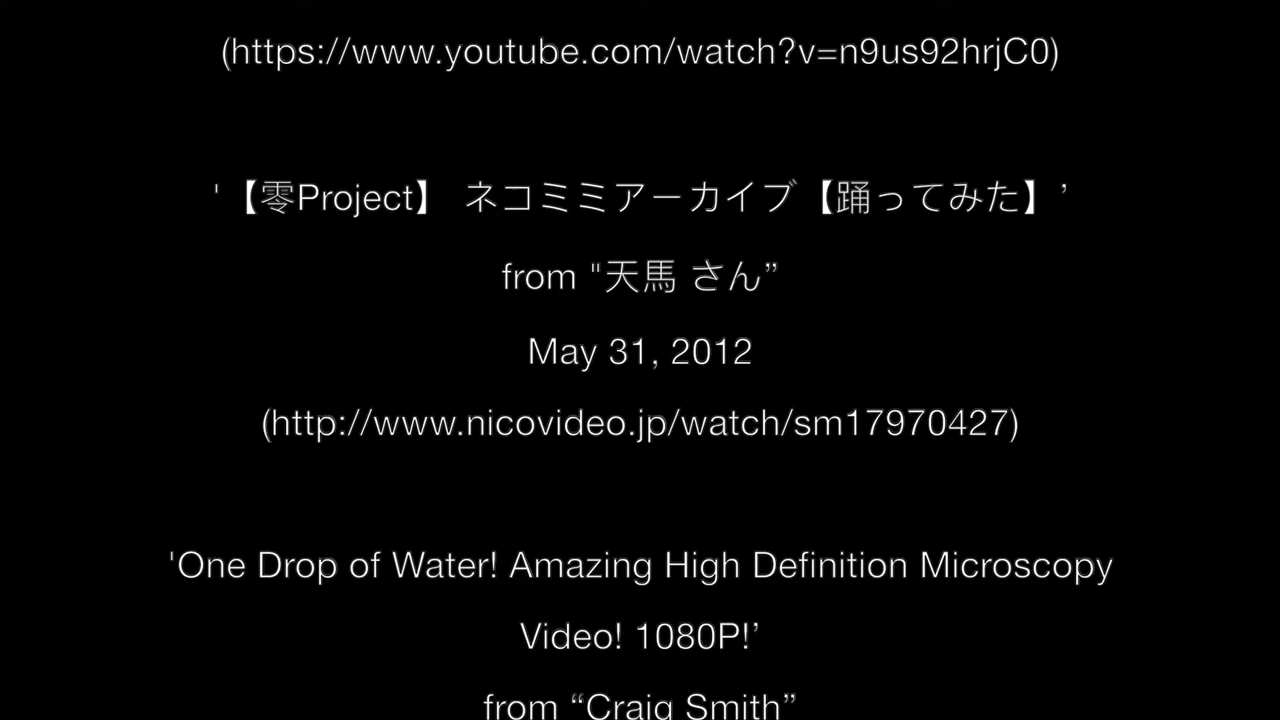 (https://www.youtube.com/watch?v=n9us92hrjC0)
'【零Project】 ネコミミアーカイブ【踊ってみた】’
from "天馬 さん”
May 31, 2012
(http://www.nicovideo.jp/watch/sm17970427)
'One Drop of Water! Amazing High Definition Microscopy
Video! 1080P!’
from “Craig Smith”